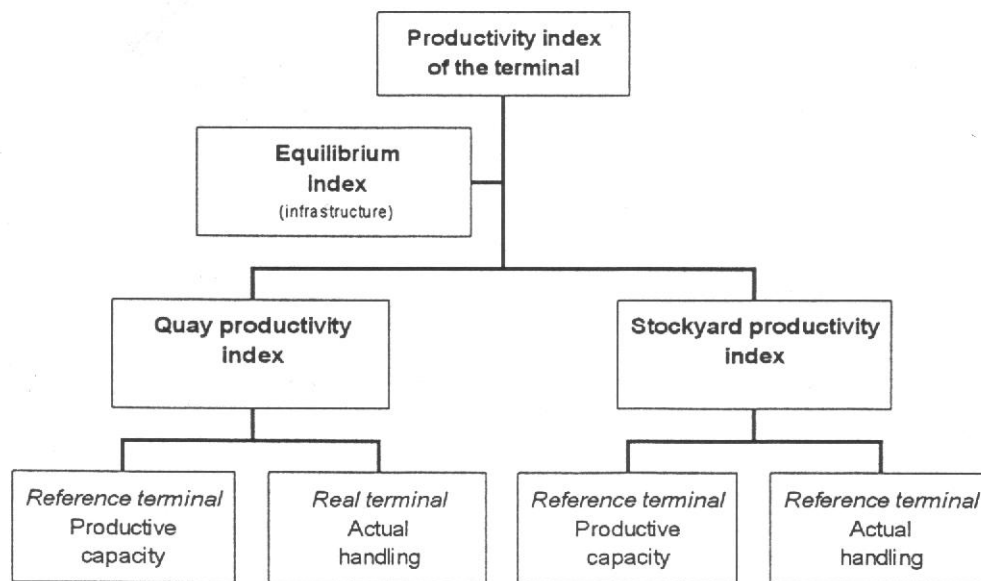 Productivity index
of the terminal
Equilibrium
index
(infrastructure)
Quay productivity
index
Stockyard productivity
index
Reference terminal
Productive
capacity
Real terminal
Actual
handling
Reference terminal
Productive
capacity
Reference terminal
Actual
handling